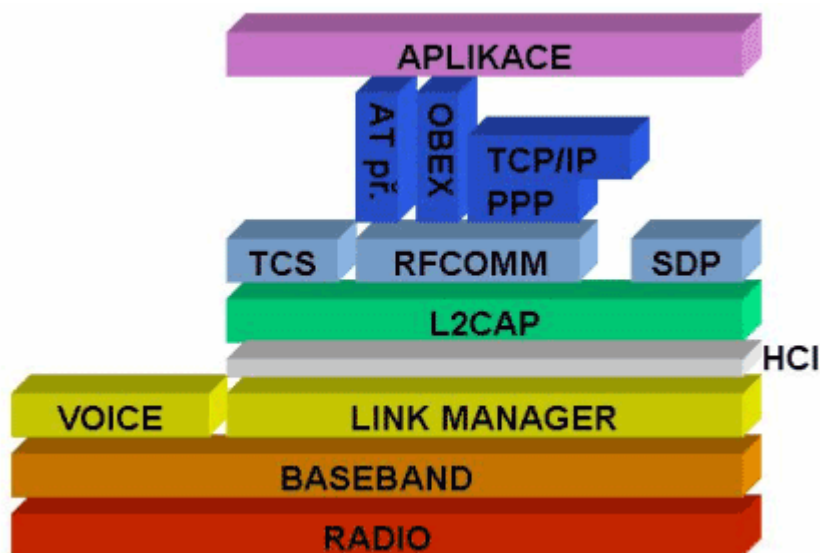 APLIKACE
AT př.
OBEX
TCP/IP
PPP
TCS
RFCOMM
SDP
L2CAP
HCI
VOICE
LINK MANAGER
BASEBAND
RADIO